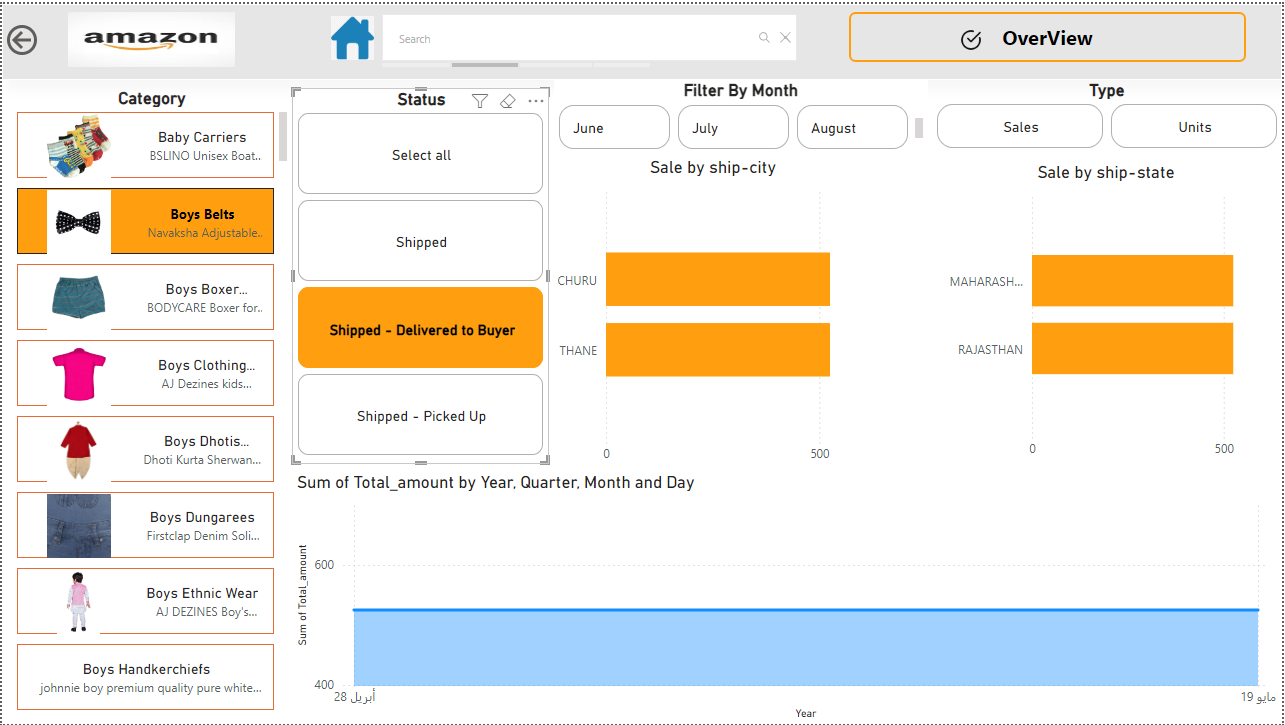 amazon
Search
OverView
Category
Baby Carriers
BSLINO Unisex Boat..
Boys Belts
Navaksha Adjustable..
Boys Boxer...
BODYCARE Boxer for..
Boys Clothing...
AJ Dezines kids...
Boys Dhotis...
Dhoti Kurta Sherwan...
Boys Dungarees
Firstclap Denim Soli...
Boys Ethnic Wear
AJ DEZINES Boy's...
Boys Handkerchiefs
johnnie boy premium quality pure white...
Status
Select all
Shipped
Shipped - Delivered to Buyer
Shipped - Picked Up
Filter By Month
June
July
August
Type
Sales
Units
Sale by ship-city
CHURU
THANE
0
500
Sale by ship-state
MAHARASH...
RAJASTHAN
0
500
Sum of Total_amount by Year, Quarter, Month and Day
Sum of Total_amount
600
400
28 أبريل
19 مايو
Year